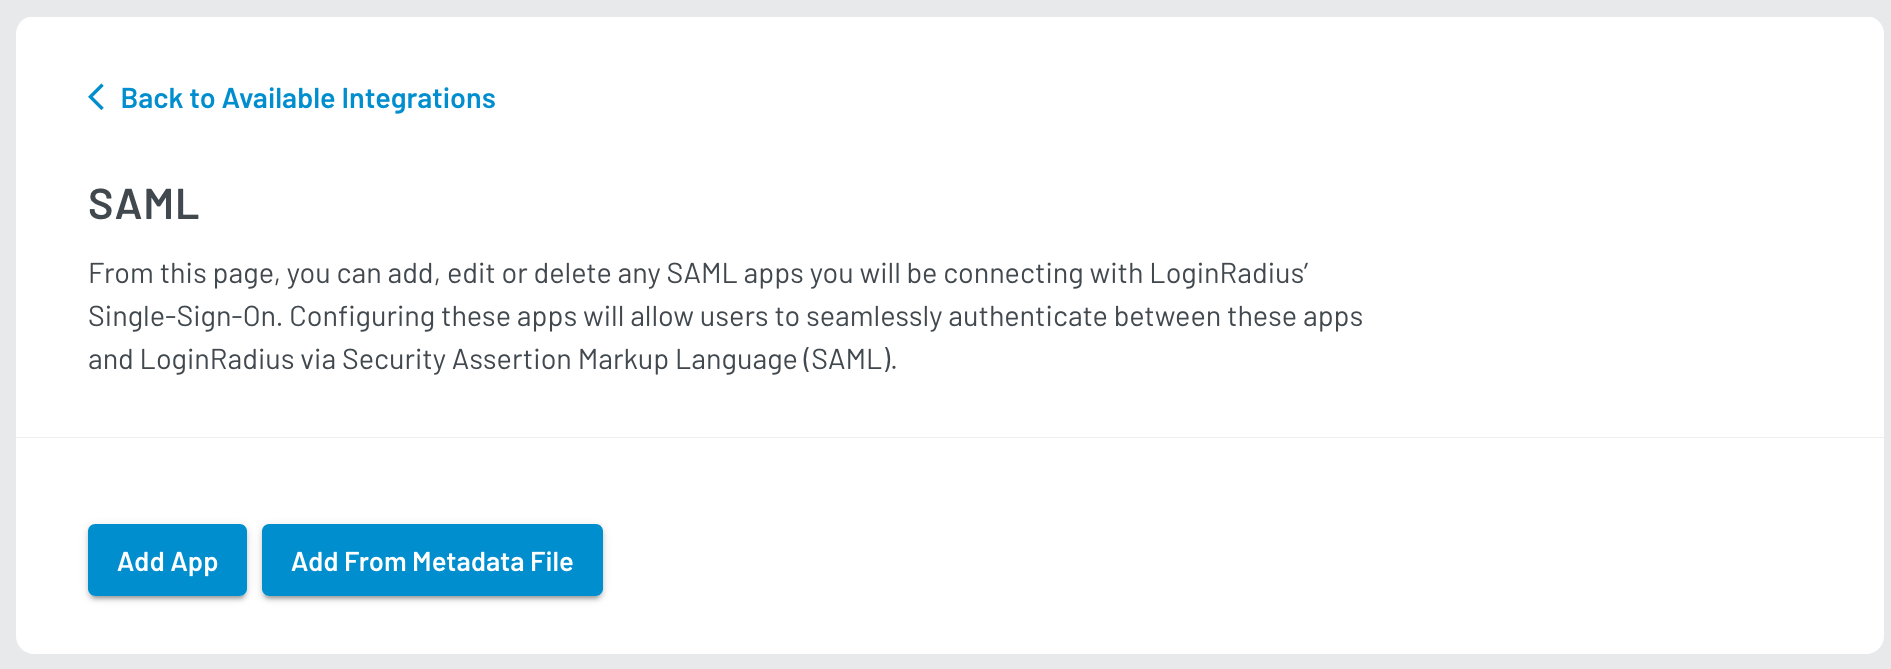 Back to Available Integrations
SAML
From this page, you can add, edit or delete any SAML apps you will be connecting with LoginRadius’
Single-Sign-On. Configuring these apps will allow users to seamlessly authenticate between these apps
and LoginRadius via Security Assertion Markup Language (SAML).
Add App
Add From Metadata File